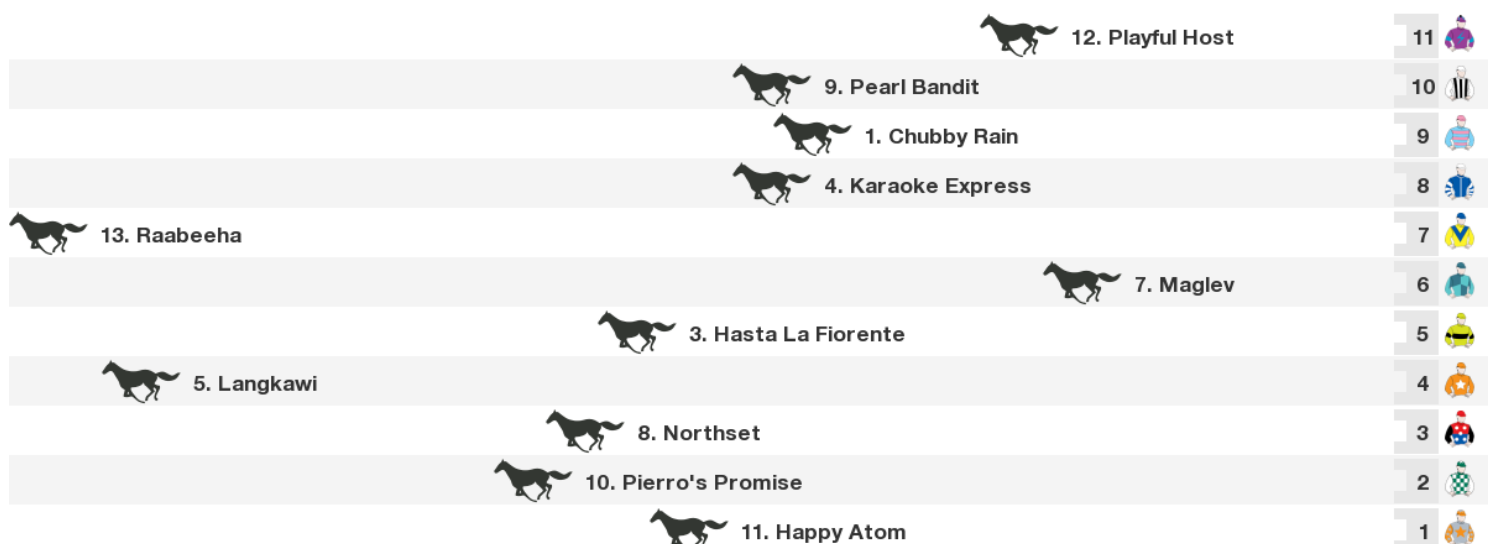 12. Playful Host 11
9. Pearl Bandit 10
1. Chubby Rain 9
4. Karaoke Express 8
13. Raabeeha 7
7. Maglev 6
3. Hasta La Fiorente 5
5. Langkawi 4
8. Northset 3
10. Pierro's Promise 2
11. Happy Atom 1